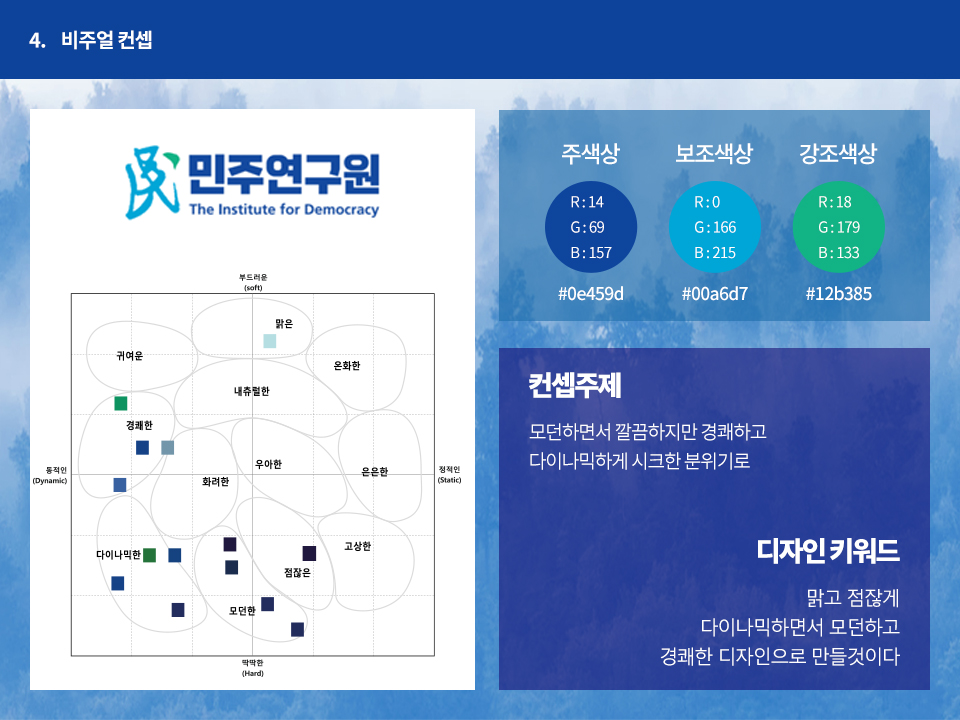 4. 비주얼 컨셉
民 민주연구원
The Institute for Democracy
부드러운
(soft)
맑은
귀여운
온화한
내츄럴한
경쾌한
우아한
동적인
(Dynamic)
은은한
정적인
(Static)
화려한
다이나믹한
고상한
점잖은
모던한
딱딱한
(Hard)
주색상 보조색상 강조색상
R:14 R:0 R:18
G:69 G:166 G:179
B:157 B:215 B:133
#0e459d #00a6d7 #12b385
컨셉주제
모던하면서 깔끔하지만 경쾌하고
다이나믹하게 시크한 분위기로
디자인 키워드
맑고 점잖게
다이나믹하면서 모던하고
경쾌한 디자인으로 만들것이다